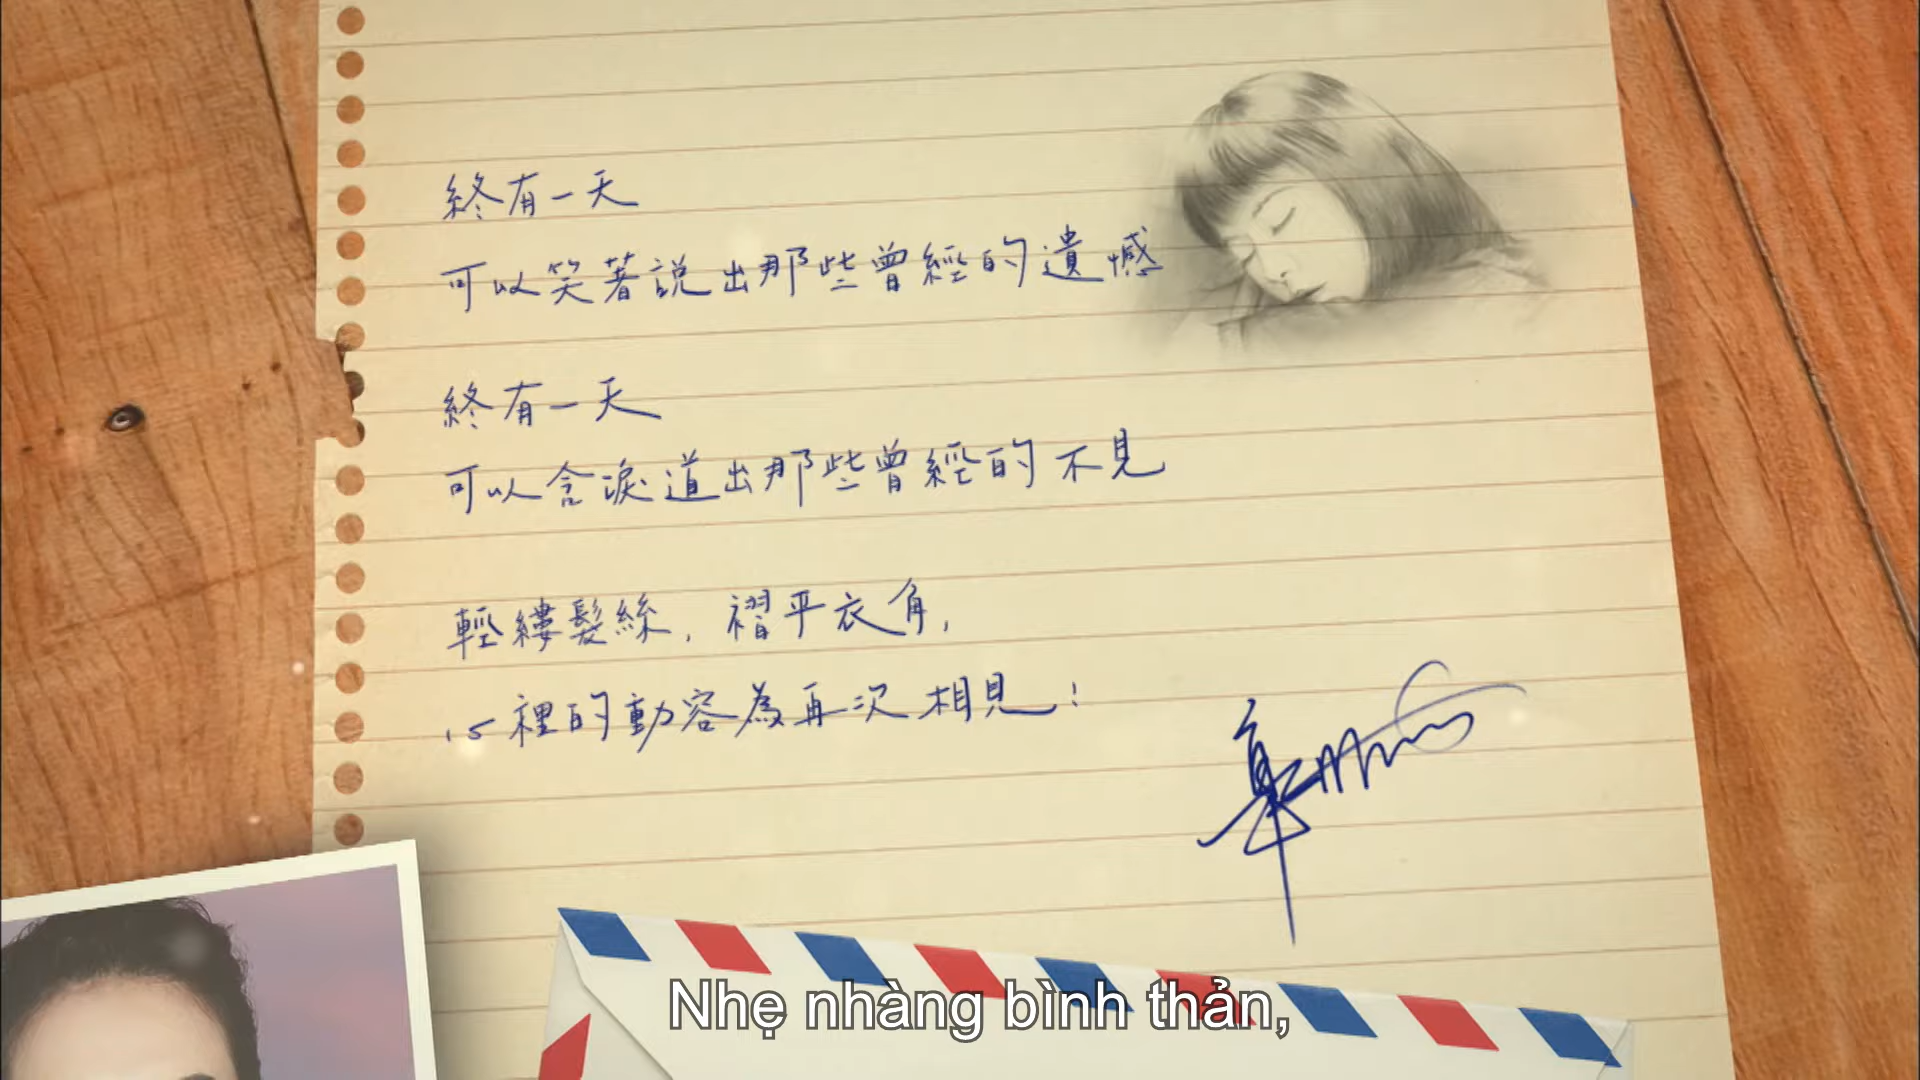 終有一天
可以笑著說出那些曾經的遺憾
終有一天
可以含淚道出那些曾經的不見
輕縷髮絲，褶平衣角，
心裡的動容為再次相見！
Nhẹ nhàng bình thản,